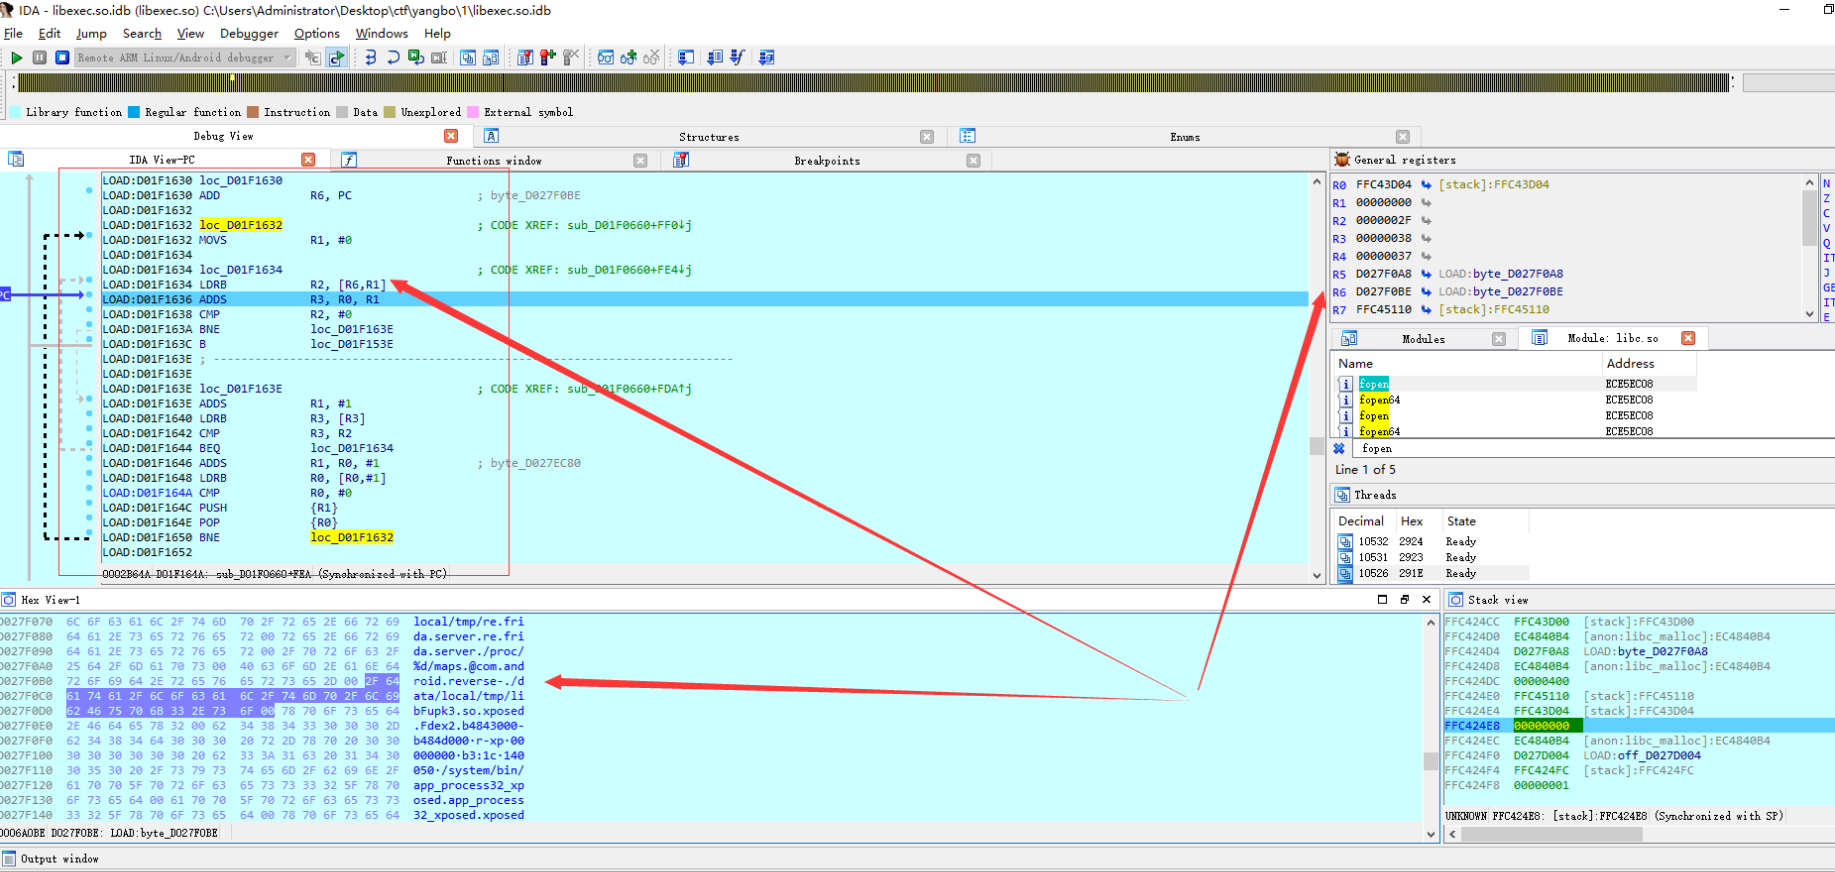 IDA - libexec.so.idb (libexec.so) C:\Users\Administrator\Desktop\ctf\yangbo\1\libexec.so.idb
File Edit Jump Search View Debugger Options Windows Help
Remote ARM Linux/Android debugger
Library function Regular function Instruction Data Unexplored External symbol
Debug View Structures Enums
IDA View-PC Functions window Breakpoints
LOAD:D01F1630 loc_D01F1630
LOAD:D01F1630 ADD R6, PC ; byte_D027F0BE
LOAD:D01F1632
LOAD:D01F1632 loc_D01F1632 ; CODE XREF: sub_D01F0660+FF0↓j
LOAD:D01F1632 MOVS R1, #0
LOAD:D01F1634
LOAD:D01F1634 loc_D01F1634 ; CODE XREF: sub_D01F0660+FE4↓j
LOAD:D01F1634 LDRB R2, [R6,R1]
LOAD:D01F1636 ADDS R3, R0, R1
LOAD:D01F1638 CMP R2, #0
LOAD:D01F163A BNE loc_D01F163E
LOAD:D01F163C B loc_D01F153E
LOAD:D01F163E ; ---------------------------------------------------------------------------
LOAD:D01F163E
LOAD:D01F163E loc_D01F163E ; CODE XREF: sub_D01F0660+FDA↑j
LOAD:D01F163E ADDS R1, #1
LOAD:D01F1640 LDRB R3, [R3]
LOAD:D01F1642 CMP R3, R2
LOAD:D01F1644 BEQ loc_D01F1634
LOAD:D01F1646 ADDS R1, R0, #1 ; byte_D027EC80
LOAD:D01F1648 LDRB R0, [R0,#1]
LOAD:D01F164A CMP R0, #0
LOAD:D01F164C PUSH {R1}
LOAD:D01F164E POP {R0}
LOAD:D01F1650 BNE loc_D01F1632
LOAD:D01F1652
0002B64A D01F164A: sub_D01F0660+FEA (Synchronized with PC)
PC
General registers
R0 FFC43D04 [stack]:FFC43D04
R1 00000000
R2 0000002F
R3 00000038
R4 00000037
R5 D027F0A8 LOAD:byte_D027F0A8
R6 D027F0BE LOAD:byte_D027F0BE
R7 FFC45110 [stack]:FFC45110
N
Z
C
V
Q
IT
J
GE
IT
E
Modules Module: libc.so
Name Address
fopen ECE5EC08
fopen64 ECE5EC08
fopen ECE5EC08
fopen64 ECE5EC08
fopen
Line 1 of 5
Threads
Decimal Hex State
10532 2924 Ready
10531 2923 Ready
10526 291E Ready
Hex View-1
D027F070 6C 6F 63 61 6C 2F 74 6D 70 2F 72 65 2E 66 72 69 local/tmp/re.fri
D027F080 64 61 2E 73 65 72 76 65 72 00 72 65 2E 66 72 69 da.server.re.fri
D027F090 64 61 2E 73 65 72 76 65 72 00 2F 70 72 6F 63 2F da.server./proc/
D027F0A0 25 64 2F 6D 61 70 73 00 40 63 6F 6D 2E 61 6E 64 %d/maps.@com.and
D027F0B0 72 6F 69 64 2E 72 65 76 65 72 73 65 2D 00 2F 64 roid.reverse-./d
D027F0C0 61 74 61 2F 6C 6F 63 61 6C 2F 74 6D 70 2F 6C 69 ata/local/tmp/li
D027F0D0 62 46 75 70 6B 33 2E 73 6F 00 78 70 6F 73 65 64 bFupk3.so.xposed
D027F0E0 2E 46 64 65 78 32 00 62 34 38 34 33 30 30 30 2D .Fdex2.b4843000-
D027F0F0 62 34 38 34 64 30 30 30 20 72 2D 78 70 20 30 30 b484d000·r-xp·00
D027F100 30 30 30 30 30 30 20 62 33 3A 31 63 20 31 34 30 000000·b3:1c·140
D027F110 30 35 30 20 2F 73 79 73 74 65 6D 2F 62 69 6E 2F 050·/system/bin/
D027F120 61 70 70 5F 70 72 6F 63 65 73 73 33 32 5F 78 70 app_process32_xp
D027F130 6F 73 65 64 00 61 70 70 5F 70 72 6F 63 65 73 73 osed.app_process
D027F140 33 32 5F 78 70 6F 73 65 64 00 78 70 6F 73 65 64 32_xposed.xposed
0006A0BE D027F0BE: LOAD:byte_D027F0BE
Stack view
FFC424CC FFC43D00 [stack]:FFC43D00
FFC424D0 EC4840B4 [anon:libc_malloc]:EC4840B4
FFC424D4 D027F0A8 LOAD:byte_D027F0A8
FFC424D8 EC4840B4 [anon:libc_malloc]:EC4840B4
FFC424DC 00000400
FFC424E0 FFC45110 [stack]:FFC45110
FFC424E4 FFC43D04 [stack]:FFC43D04
FFC424E8 00000000
FFC424EC EC4840B4 [anon:libc_malloc]:EC4840B4
FFC424F0 D027D004 LOAD:off_D027D004
FFC424F4 FFC424FC [stack]:FFC424FC
FFC424F8 00000001
UNKNOWN FFC424E8: [stack]:FFC424E8 (Synchronized with SP)
Output window